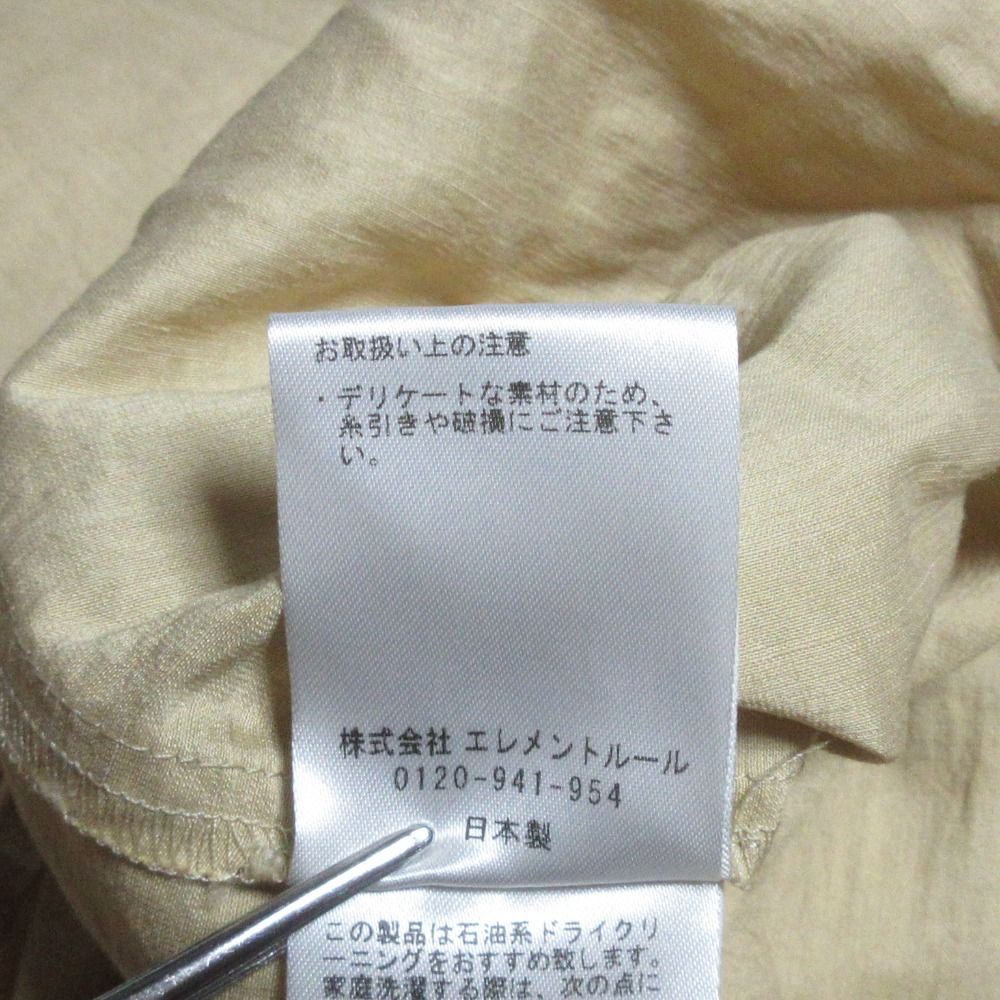 お取扱い上の注意
・デリケートな素材のため、
糸引きや破損にご注意下さ
い。
株式会社 エレメントルール
0120-941-954
日本製
この製品は石油系ドライクリ
ーニングをおすすめ致します。
家庭洗濯する際は、次の点に